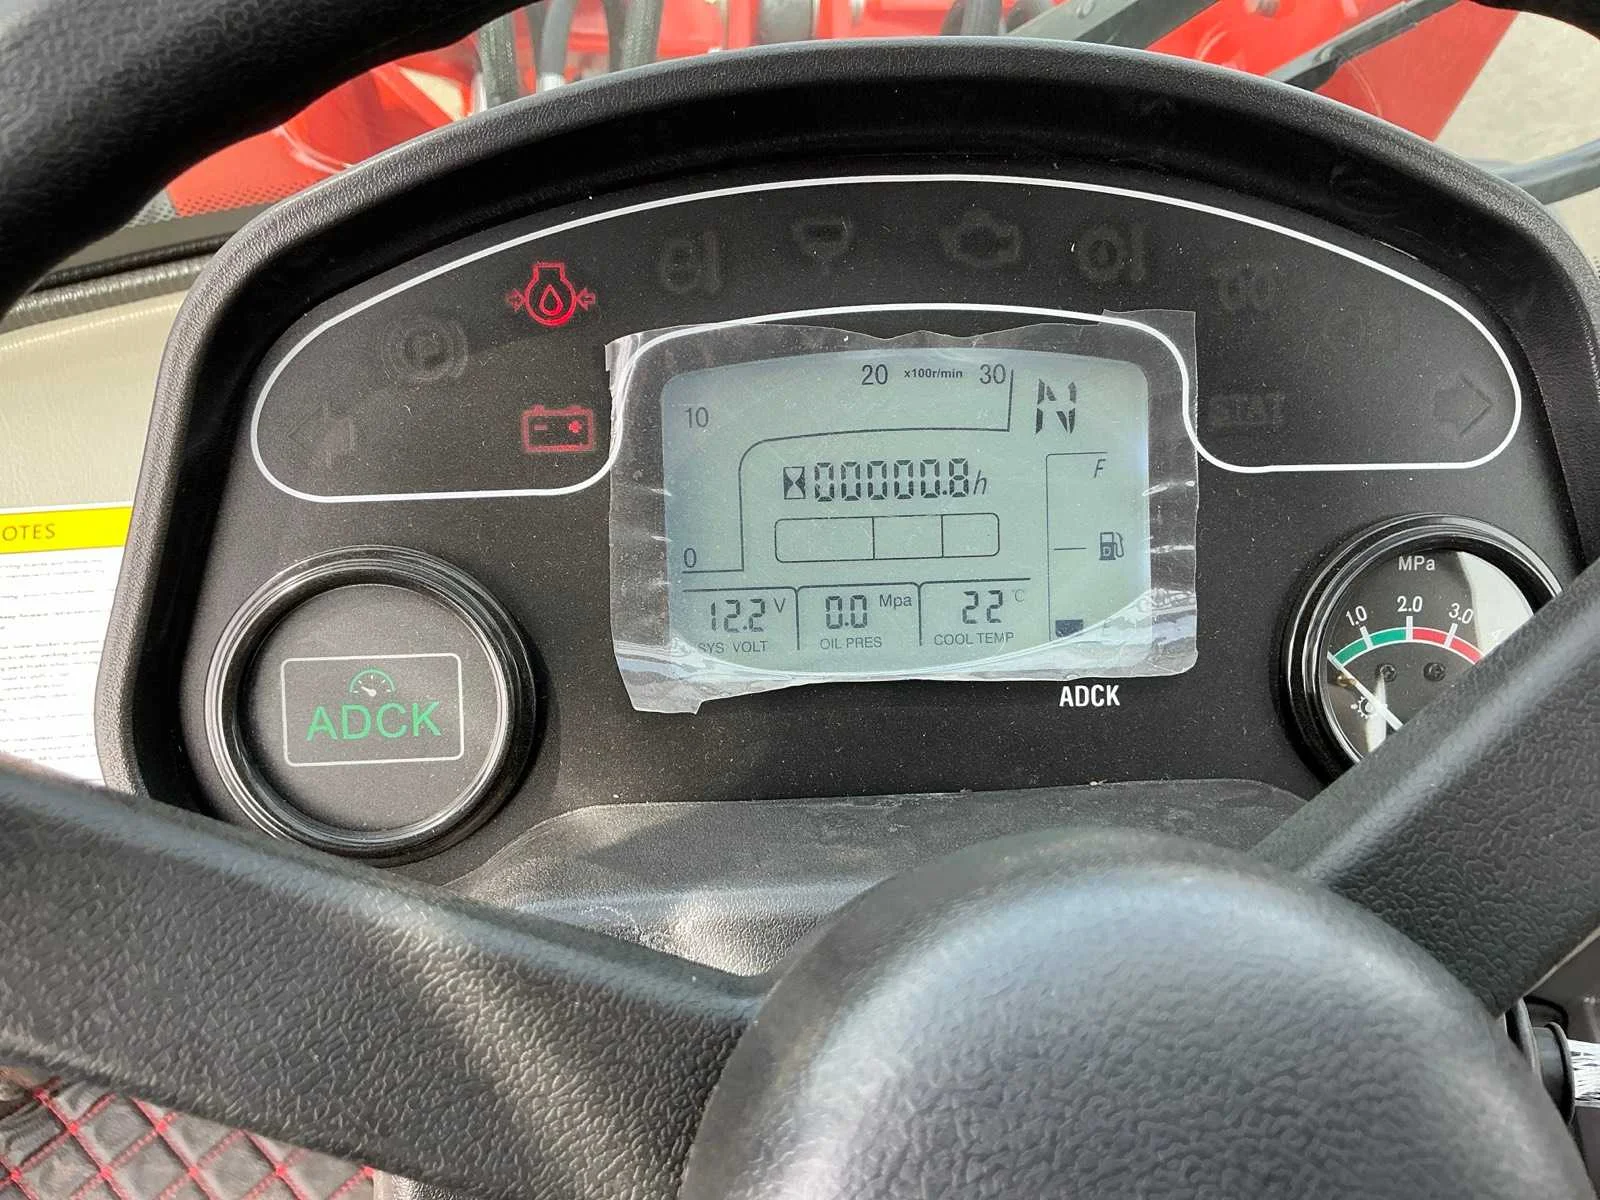 20 x100r/min 30
10
N
00000.8h
F
0
12.2 V
SYS VOLT
0.0 Mpa
OIL PRES
22 °C
COOL TEMP
E
ADCK
ADCK
MPa
1.0 2.0 3.0
STAT
P
D
OTES